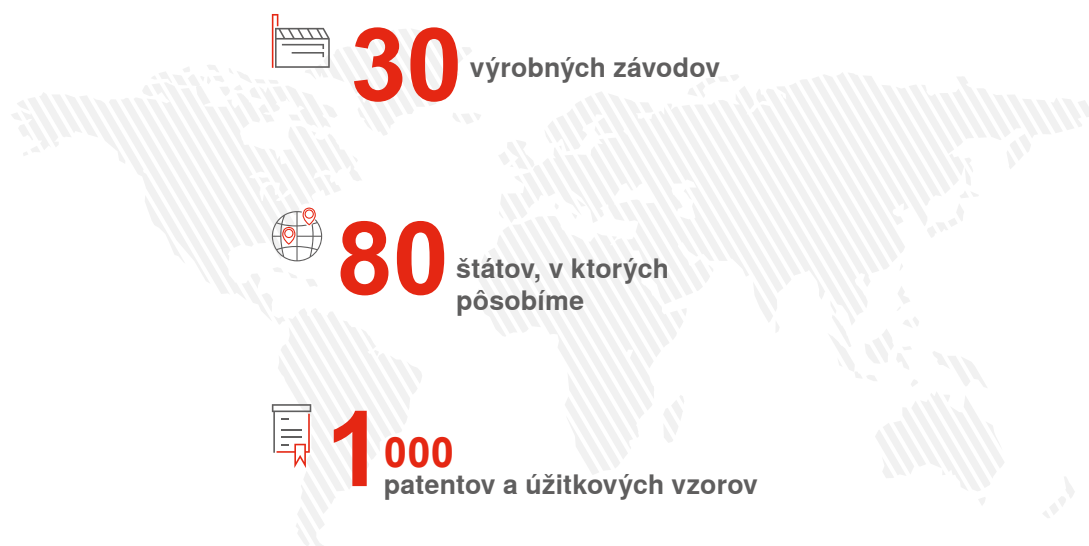 30 výrobných závodov
80 štátov, v ktorých
pôsobíme
1 000
patentov a úžitkových vzorov